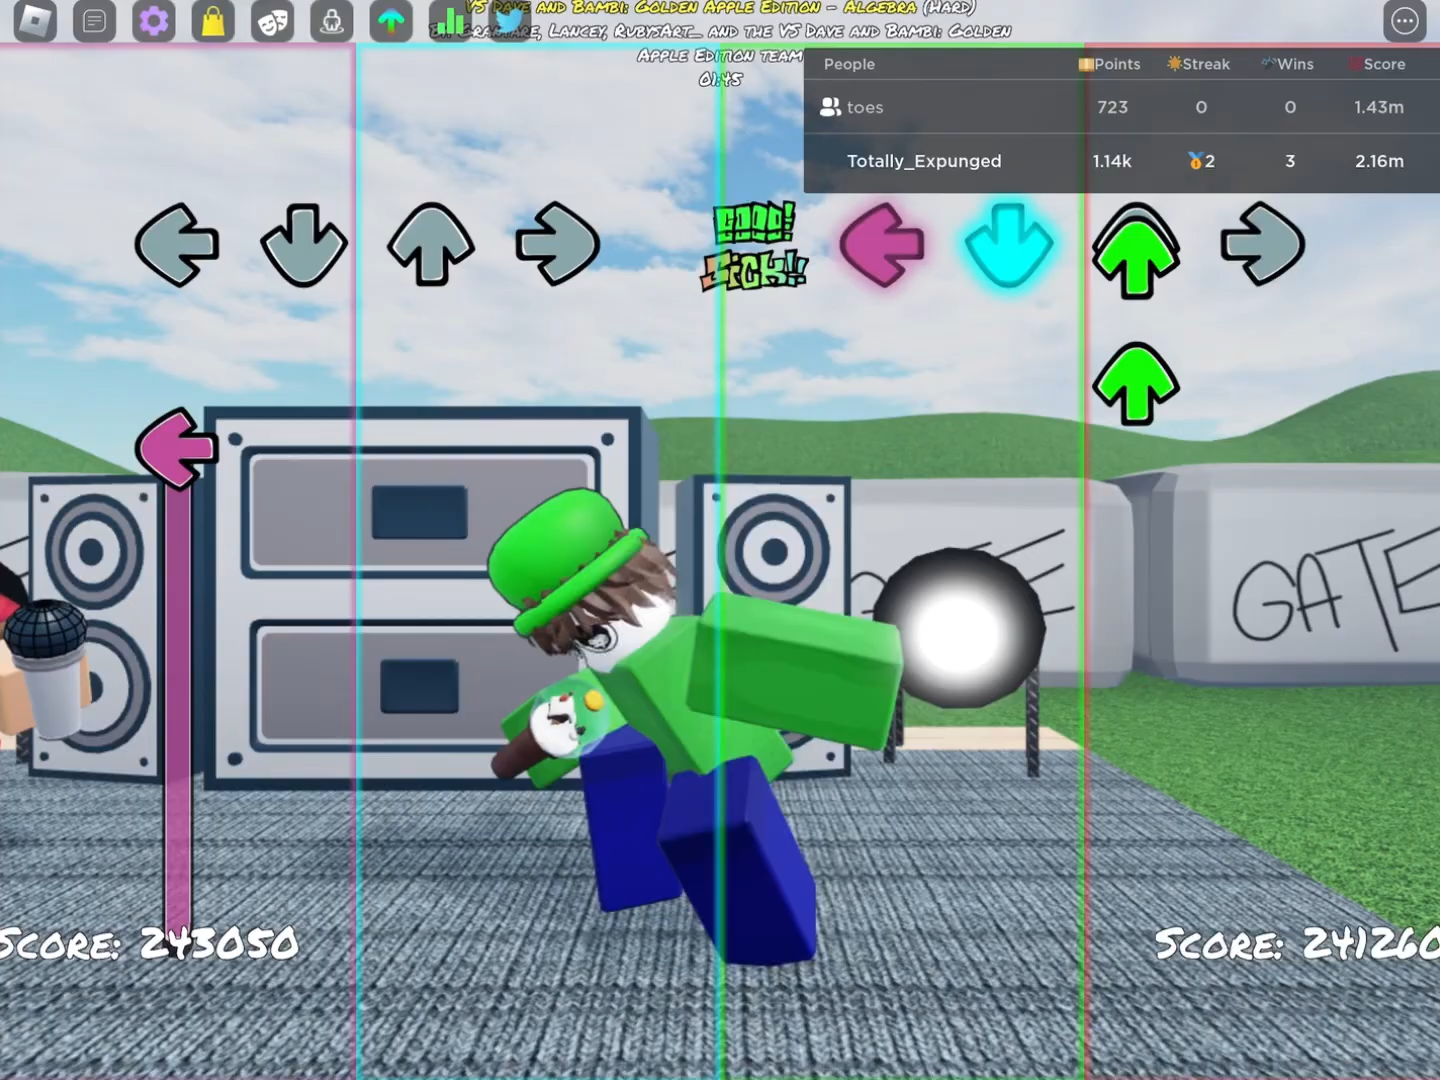 VS Dave and Bambi: Golden Apple Edition - Algebra (Hard)
Lancey, RubysArt_ and the VS Dave and Bambi: Golden
Apple Edition team
01:45
People Points Streak Wins Score
toes 723 0 0 1.43m
Totally_Expunged 1.14k 2 3 2.16m
GOOD!
SICK!!
GATE
Score: 243050
Score: 241260